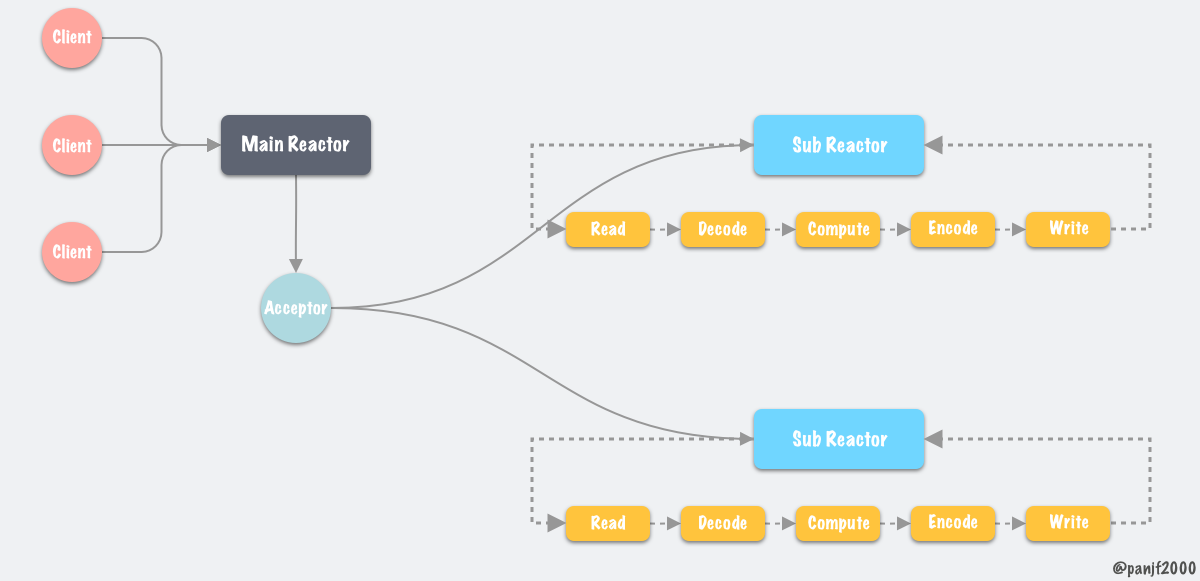 Client
Client
Client
Main Reactor
Acceptor
Sub Reactor
Read
Decode
Compute
Encode
Write
Sub Reactor
Read
Decode
Compute
Encode
Write
@panjf2000